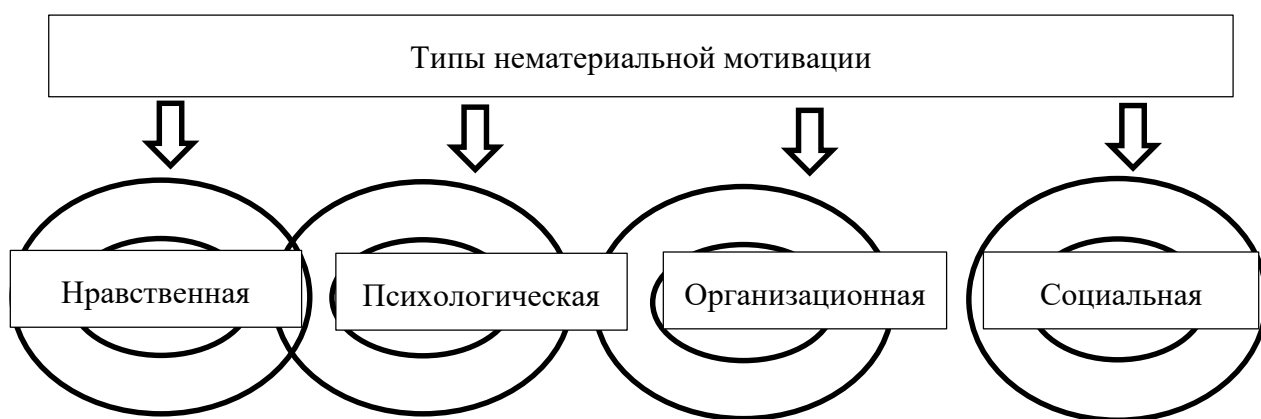 Типы нематериальной мотивации
Нравственная
Психологическая
Организационная
Социальная